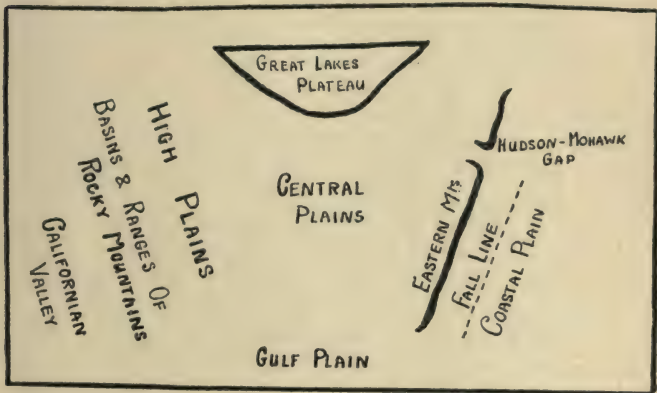 GREAT LAKES
PLATEAU
HIGH PLAINS
BASINS & RANGES OF
ROCKY MOUNTAINS
CALIFORNIAN
VALLEY
CENTRAL
PLAINS
HUDSON-MOHAWK
GAP
EASTERN MTS
FALL LINE
COASTAL PLAIN
GULF PLAIN